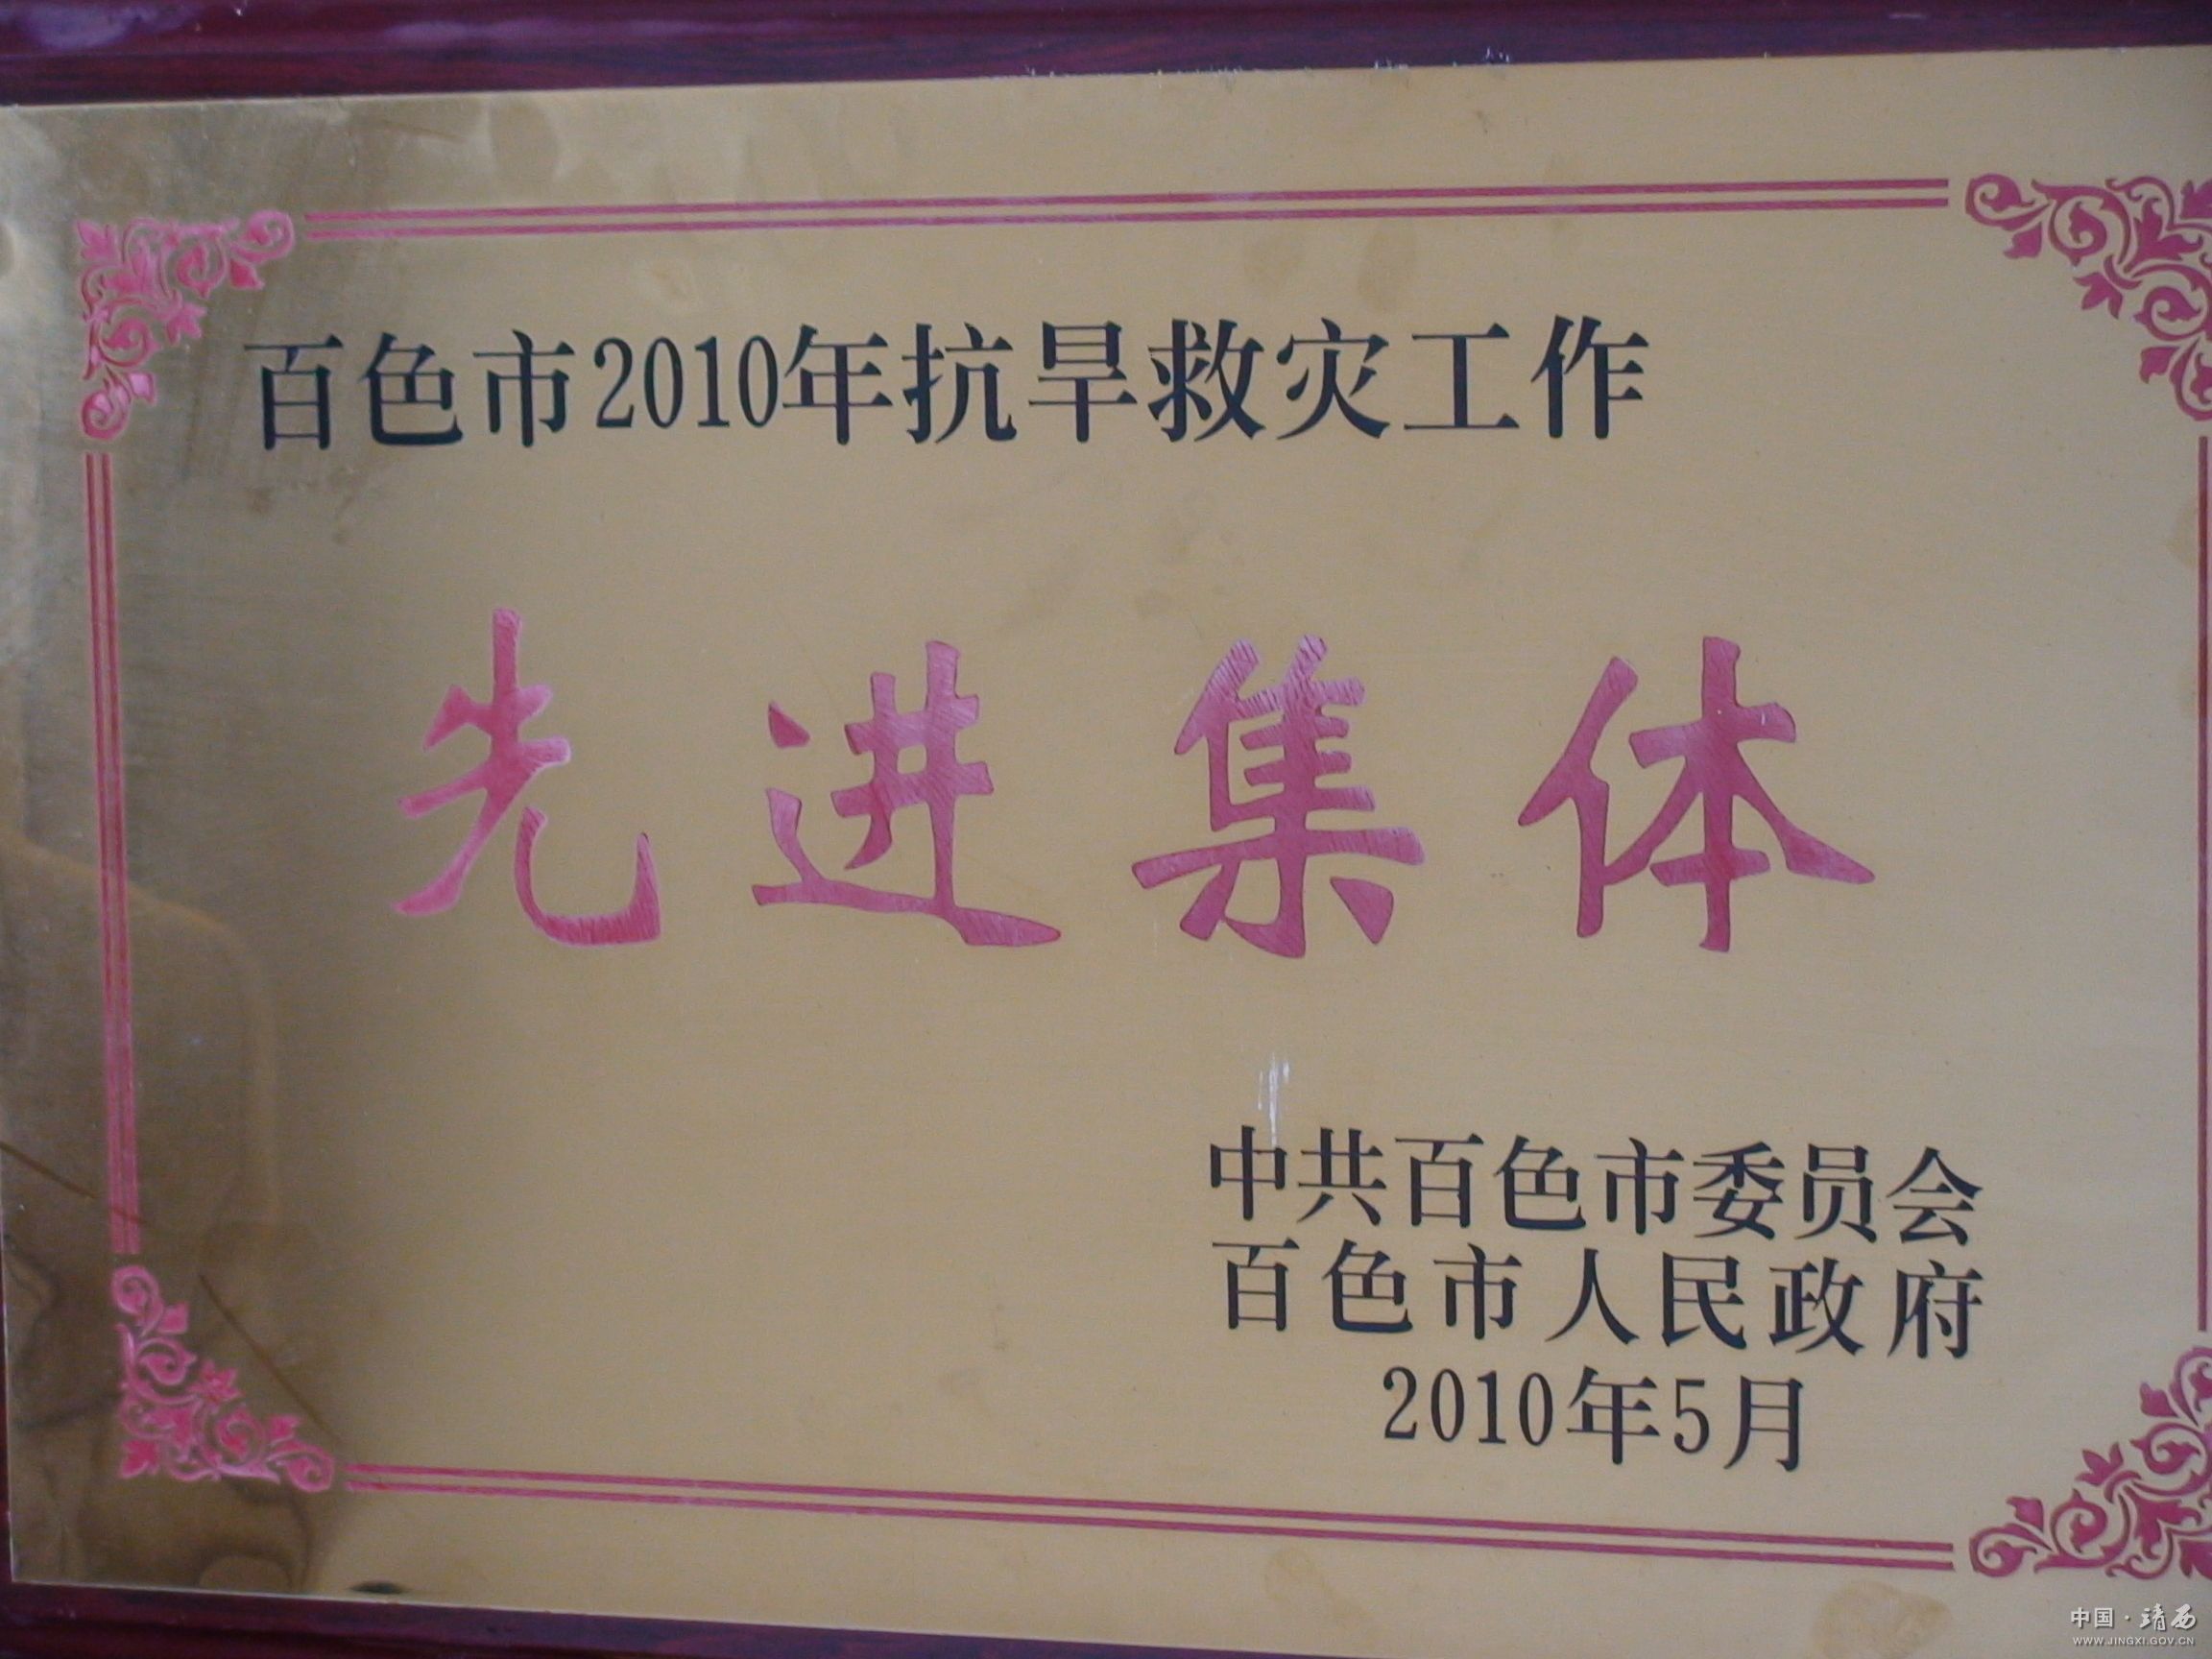 百色市2010年抗旱救灾工作
先进集体
中共百色市委员会
百色市人民政府
2010年5月
中国·靖西
WWW.JINGXI.GOV.CN